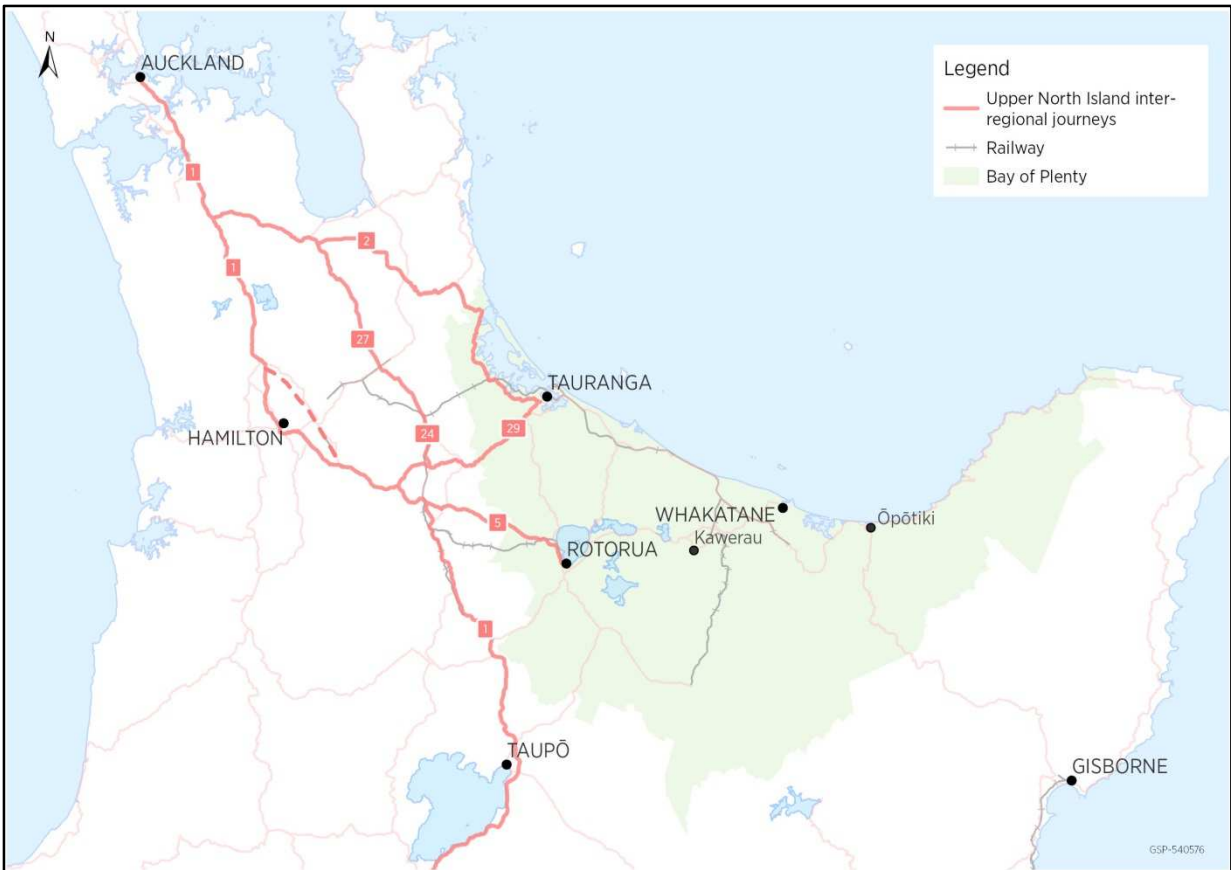 N
AUCKLAND
Legend
Upper North Island inter-
regional journeys
Railway
Bay of Plenty
1
2
1
27
TAURANGA
HAMILTON
24
29
WHAKATANE
5
Ōpōtiki
Kawerau
ROTORUA
1
TAUPŌ
GISBORNE
GSP-540576